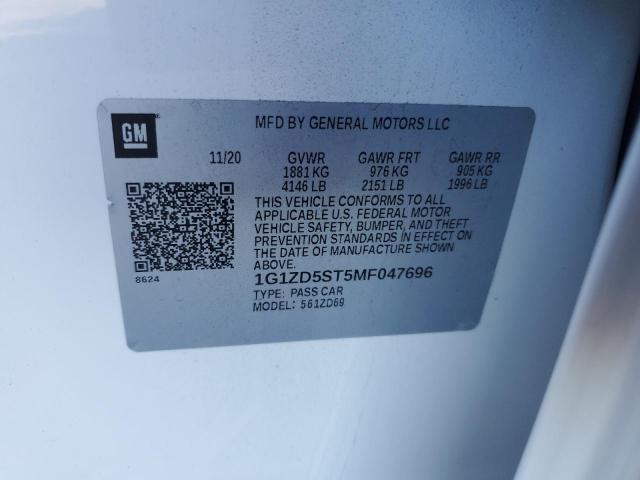 GM
MFD BY GENERAL MOTORS LLC
11/20 GVWR GAWR FRT GAWR RR
1881 KG 976 KG 905 KG
4146 LB 2151 LB 1996 LB
THIS VEHICLE CONFORMS TO ALL
APPLICABLE U.S. FEDERAL MOTOR
VEHICLE SAFETY, BUMPER, AND THEFT
PREVENTION STANDARDS IN EFFECT ON
THE DATE OF MANUFACTURE SHOWN
ABOVE.
8624
1G1ZD5ST5MF047696
TYPE: PASS CAR
MODEL: 561ZD69